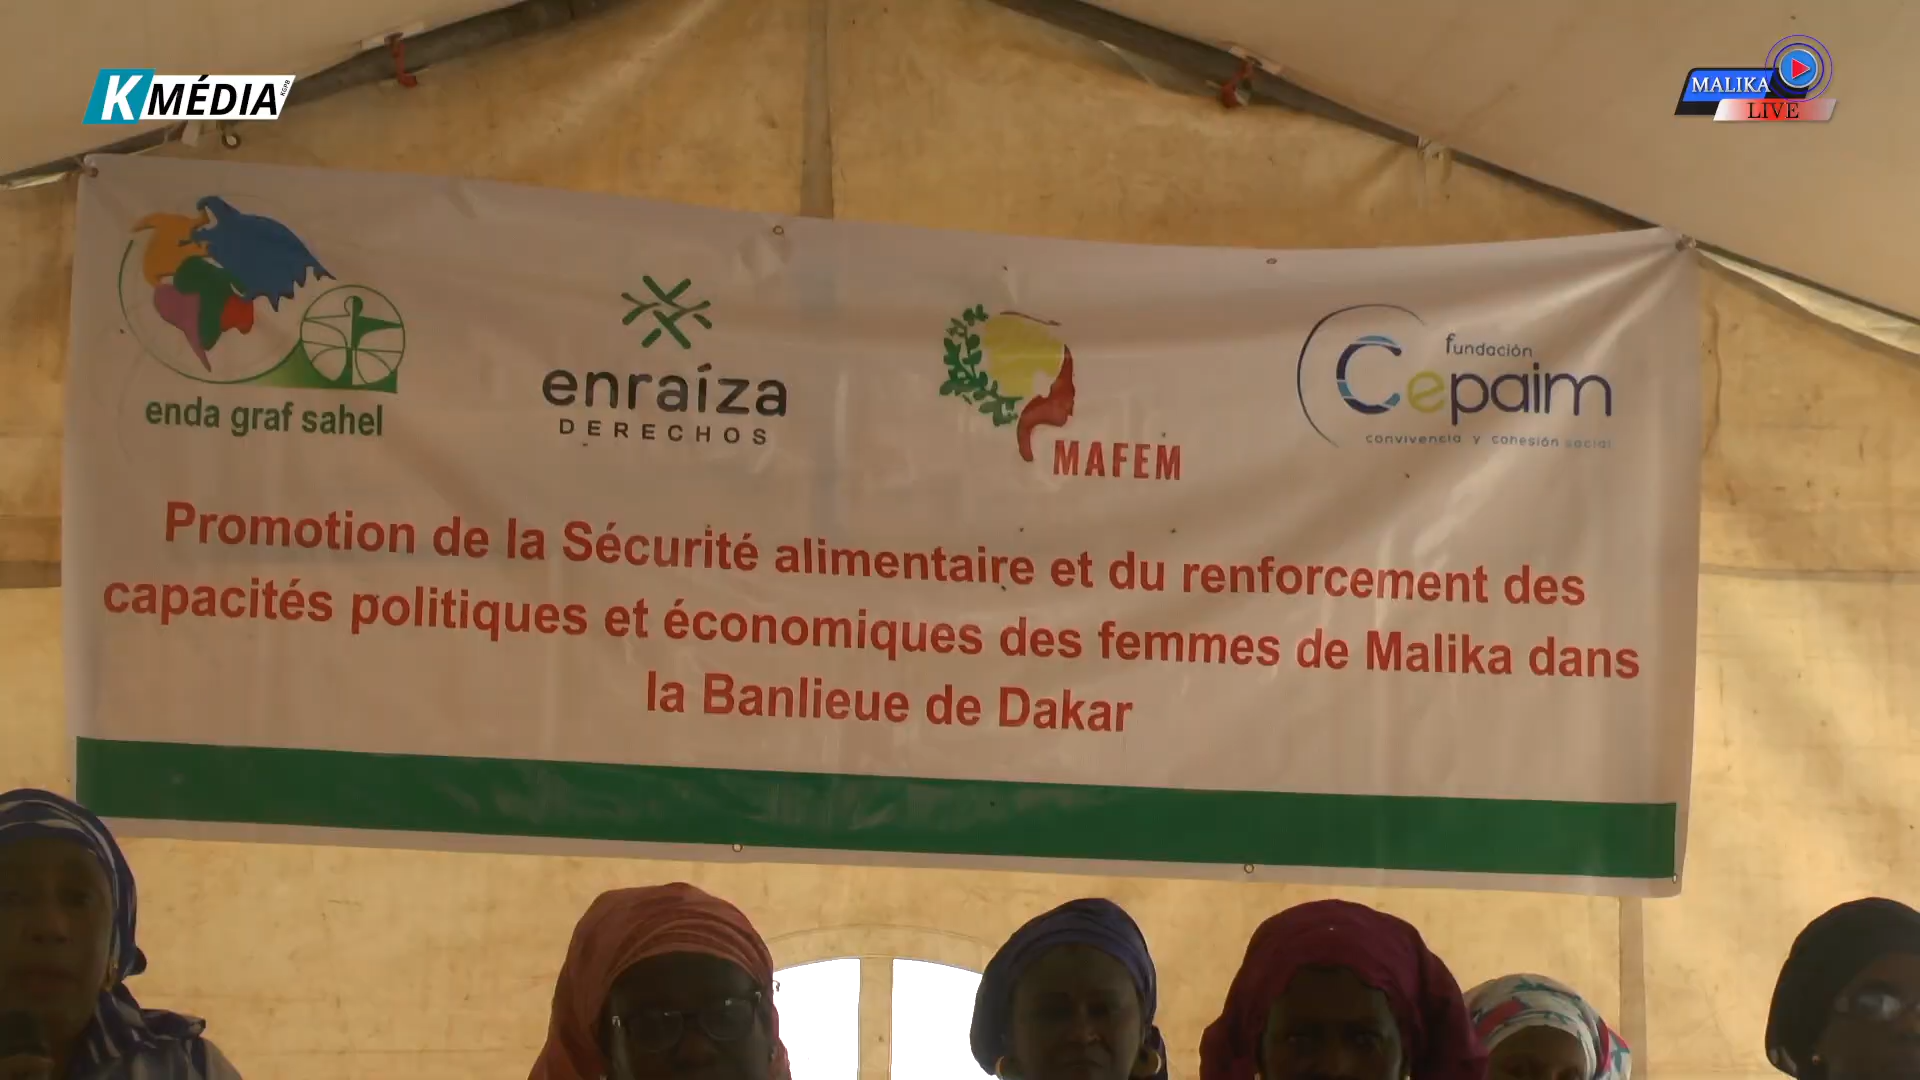 K MÉDIA KGPB
MALIKA
LIVE
enda graf sahel
enraíza
DERECHOS
MAFEM
fundación
Cepaim
convivencia y cohesión social
Promotion de la Sécurité alimentaire et du renforcement des
capacités politiques et économiques des femmes de Malika dans
la Banlieue de Dakar